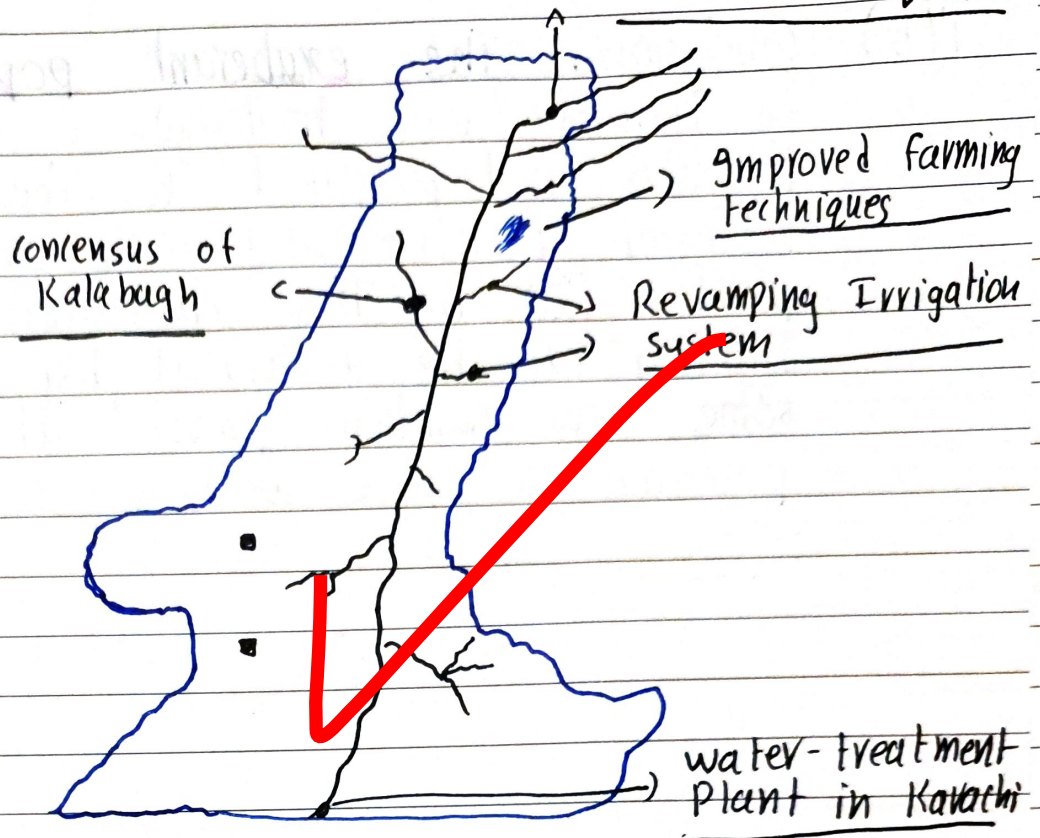 Improved farming
techniques
concensus of
Kalabagh
Revamping Irrigation
system
water-treatment
Plant in Karachi